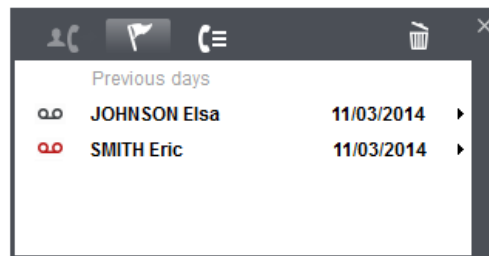 Previous days
JOHNSON Elsa 11/03/2014
SMITH Eric 11/03/2014